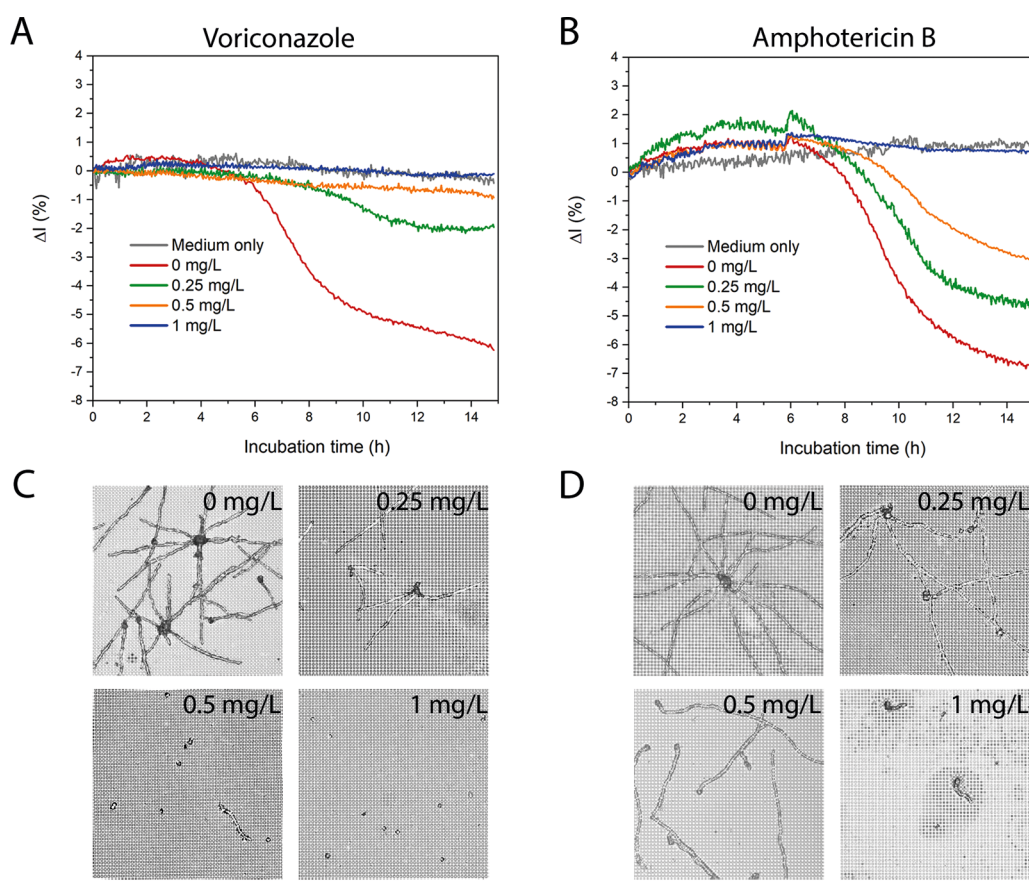 A
Voriconazole
4
3
2
1
0
-1
-2
-3
-4
-5
-6
-7
-8
ΔI (%)
Medium only
0 mg/L
0.25 mg/L
0.5 mg/L
1 mg/L
0 2 4 6 8 10 12 14
Incubation time (h)
B
Amphotericin B
4
3
2
1
0
-1
-2
-3
-4
-5
-6
-7
-8
ΔI (%)
Medium only
0 mg/L
0.25 mg/L
0.5 mg/L
1 mg/L
0 2 4 6 8 10 12 14
Incubation time (h)
C
0 mg/L
0.25 mg/L
0.5 mg/L
1 mg/L
D
0 mg/L
0.25 mg/L
0.5 mg/L
1 mg/L